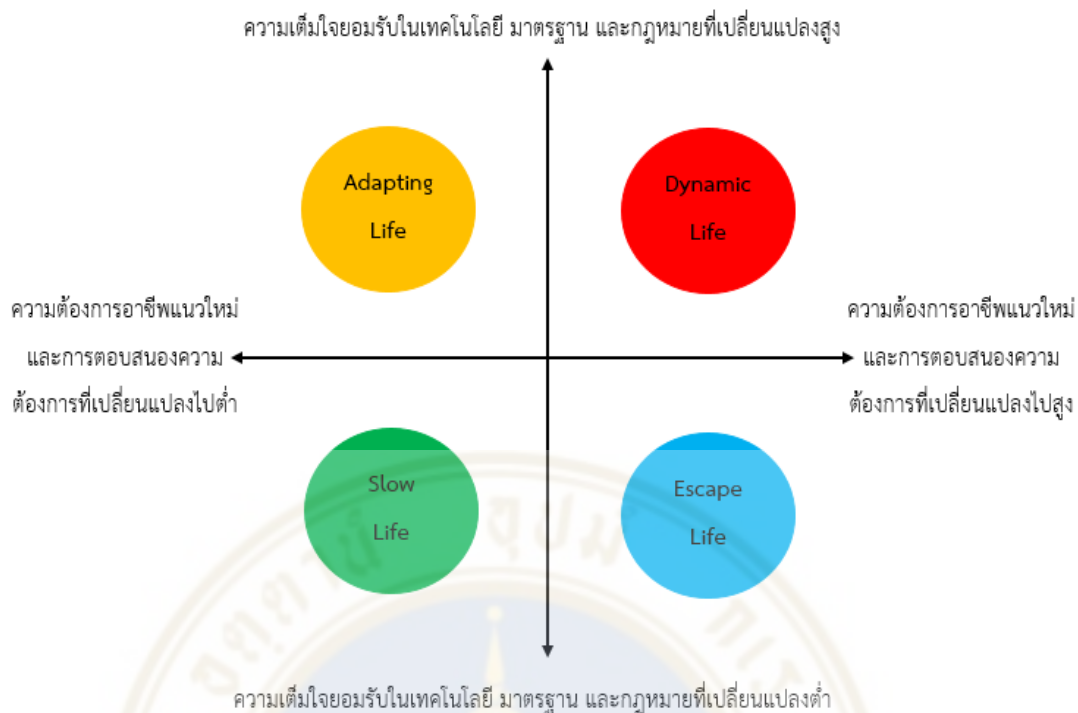 ความเต็มใจยอมรับในเทคโนโลยี มาตรฐาน และกฎหมายที่เปลี่ยนแปลงสูง
Adapting
Life
Dynamic
Life
ความต้องการอาชีพแนวใหม่
และการตอบสนองความ
ต้องการที่เปลี่ยนแปลงไปต่ำ
ความต้องการอาชีพแนวใหม่
และการตอบสนองความ
ต้องการที่เปลี่ยนแปลงไปสูง
Slow
Life
Escape
Life
ความเต็มใจยอมรับในเทคโนโลยี มาตรฐาน และกฎหมายที่เปลี่ยนแปลงต่ำ